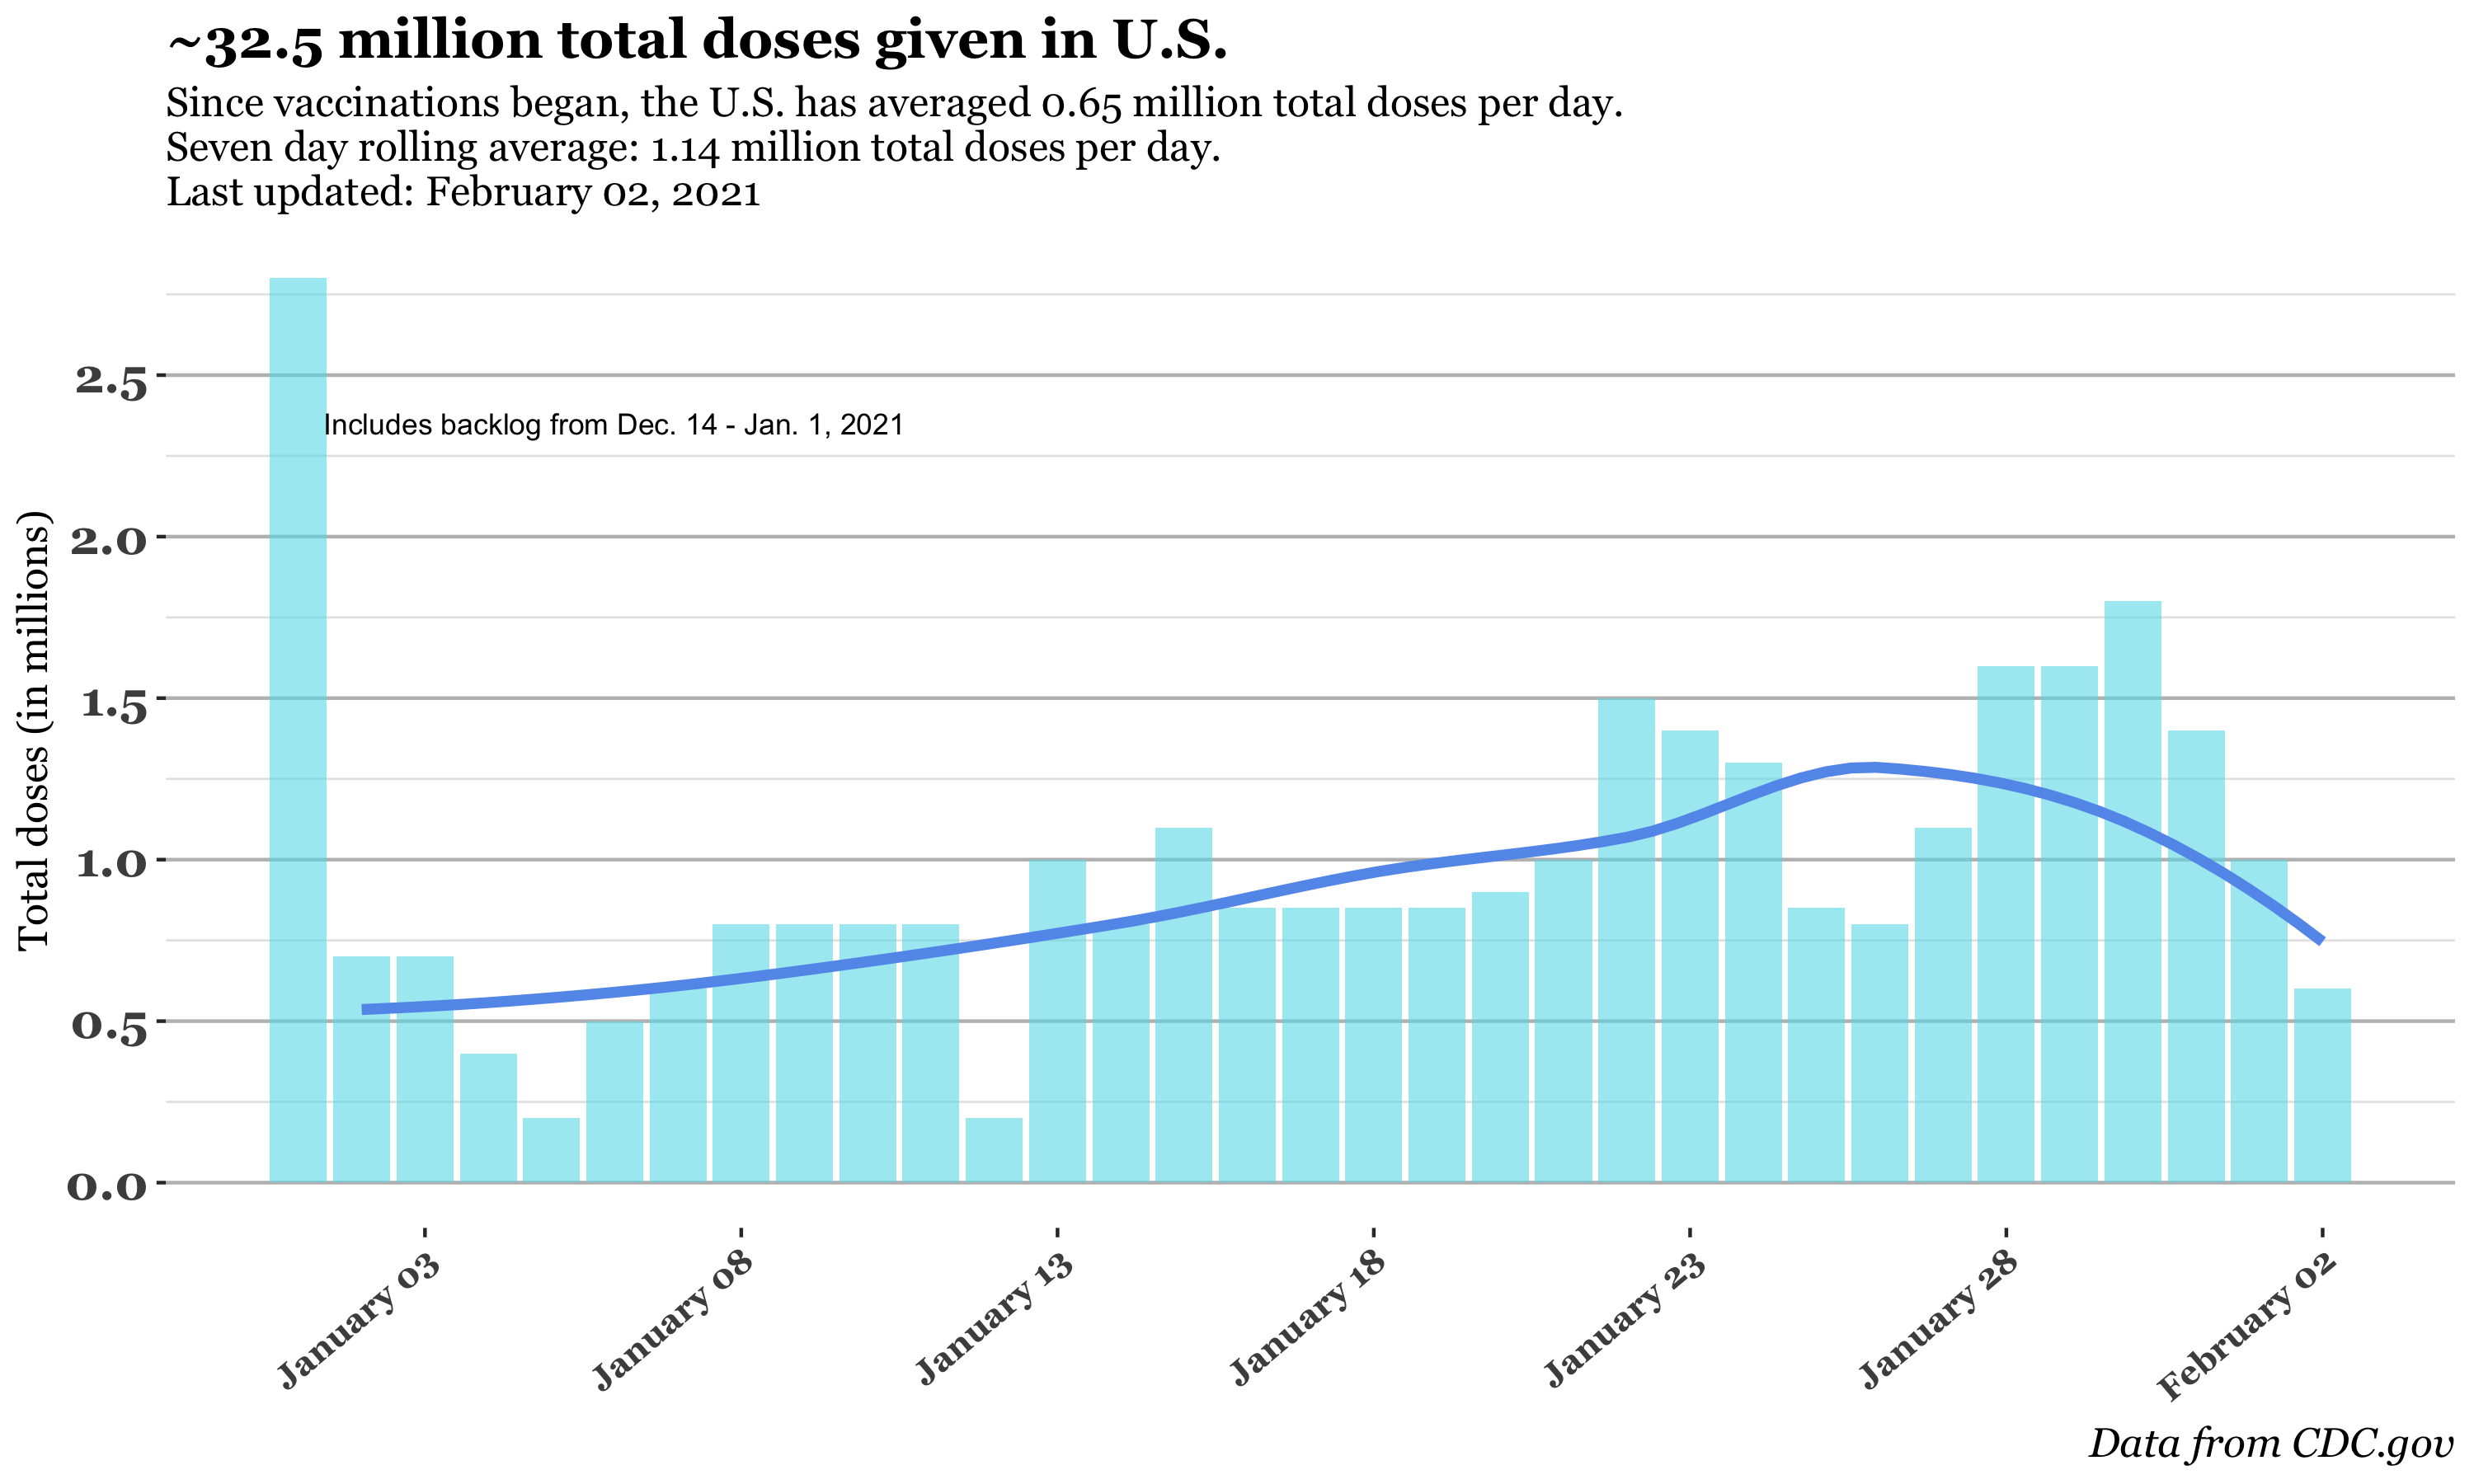 ~32.5 million total doses given in U.S.
Since vaccinations began, the U.S. has averaged 0.65 million total doses per day.
Seven day rolling average: 1.14 million total doses per day.
Last updated: February 02, 2021
Total doses (in millions)
2.5
2.0
1.5
1.0
0.5
0.0
Includes backlog from Dec. 14 - Jan. 1, 2021
January 03
January 08
January 13
January 18
January 23
January 28
February 02
Data from CDC.gov